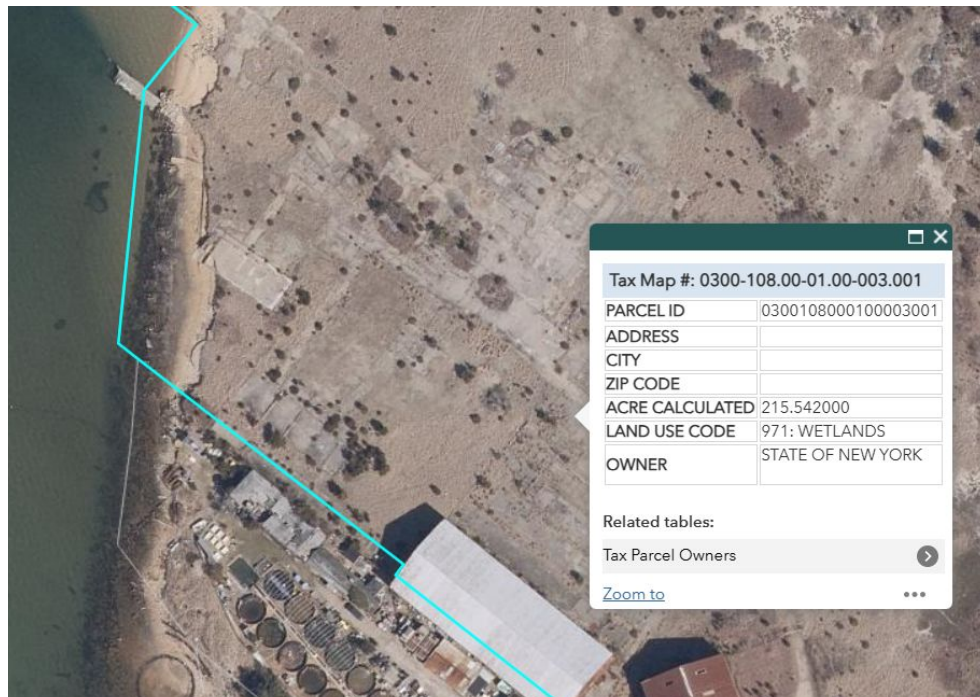 Tax Map #: 0300-108.00-01.00-003.001
PARCEL ID 0300108000100003001
ADDRESS
CITY
ZIP CODE
ACRE CALCULATED 215.542000
LAND USE CODE 971: WETLANDS
OWNER STATE OF NEW YORK
Related tables:
Tax Parcel Owners
Zoom to